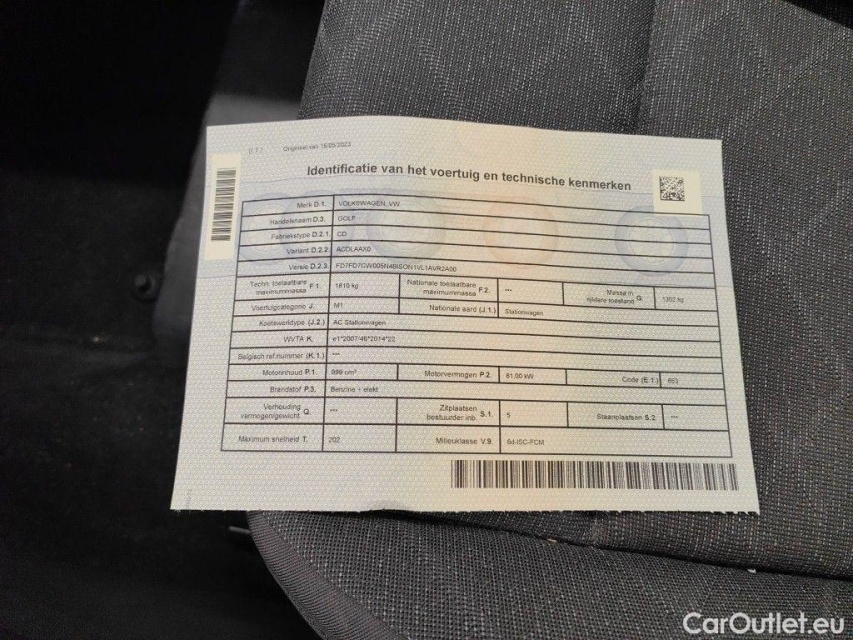 Origineel van 16/05/2023
Identificatie van het voertuig en technische kenmerken
Merk D.1. VOLKSWAGEN, VW
Handelsnaam D.3. GOLF
Fabriekstype D.2.1. CD
Variant D.2.2. ACDLAAX0
Versie D.2.3.
Techn. toelaatbare maximummassa F.1. 1810 kg Nationale toelaatbare maximummassa F.2. --- Massa in rijklare toestand G. 1302 kg
Voertuigcategorie J. M1 Nationale aard (J.1.) Stationwagen
Koetswerktype (J.2.) AC Stationwagen
WVTA K. e1*2007/46*2014*22
Belgisch ref.nummer (K.1.) ---
Motorinhoud P.1. 999 cm³ Motorvermogen P.2. 81.00 kW Code (E.1.) 653
Brandstof P.3. Benzine + elekt
Verhouding vermogen/gewicht Q. --- Zitplaatsen bestuurder inb. S.1. 5 Staanplaatsen S.2. ---
Maximum snelheid T. 202 Milieuklasse V.9. 6d-ISC-FCM
CarOutlet.eu